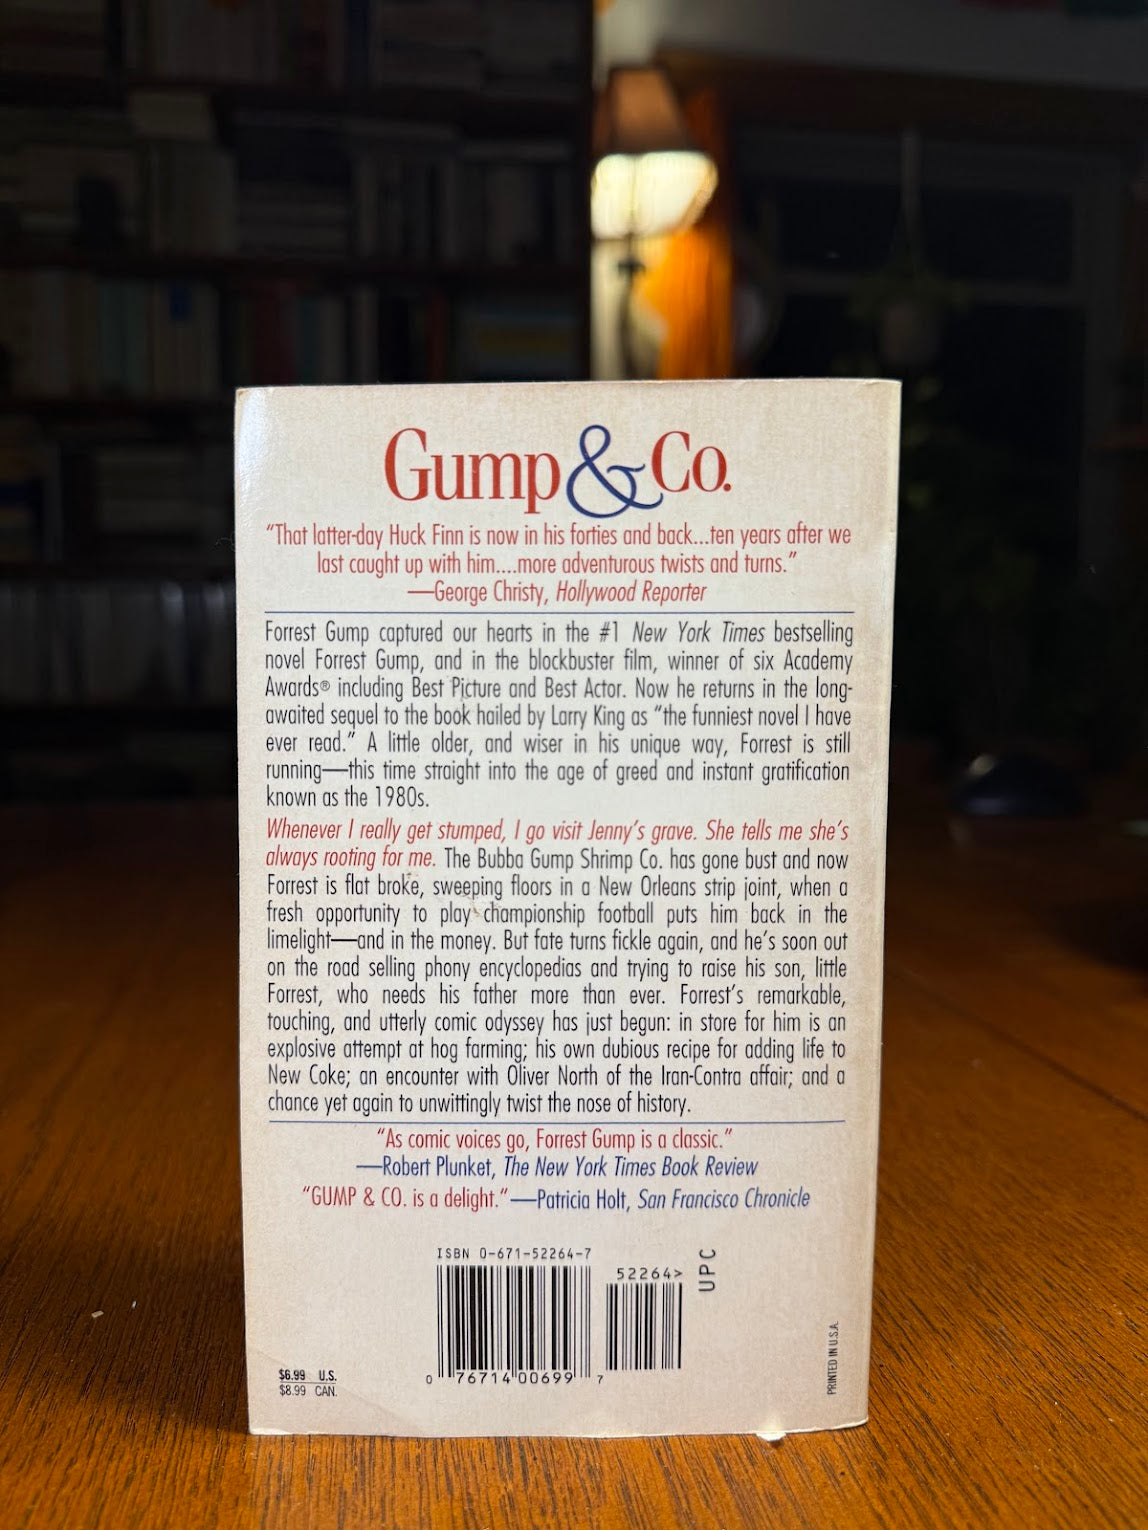 Gump & Co.
"That latter-day Huck Finn is now in his forties and back...ten years after we
last caught up with him....more adventurous twists and turns."
—George Christy, Hollywood Reporter
Forrest Gump captured our hearts in the #1 New York Times bestselling
novel Forrest Gump, and in the blockbuster film, winner of six Academy
Awards® including Best Picture and Best Actor. Now he returns in the long-
awaited sequel to the book hailed by Larry King as "the funniest novel I have
ever read." A little older, and wiser in his unique way, Forrest is still
running—this time straight into the age of greed and instant gratification
known as the 1980s.
Whenever I really get stumped, I go visit Jenny's grave. She tells me she's
always rooting for me. The Bubba Gump Shrimp Co. has gone bust and now
Forrest is flat broke, sweeping floors in a New Orleans strip joint, when a
fresh opportunity to play championship football puts him back in the
limelight—and in the money. But fate turns fickle again, and he's soon out
on the road selling phony encyclopedias and trying to raise his son, little
Forrest, who needs his father more than ever. Forrest's remarkable,
touching, and utterly comic odyssey has just begun: in store for him is an
explosive attempt at hog farming; his own dubious recipe for adding life to
New Coke; an encounter with Oliver North of the Iran-Contra affair; and a
chance yet again to unwittingly twist the nose of history.
"As comic voices go, Forrest Gump is a classic."
—Robert Plunket, The New York Times Book Review
"GUMP & CO. is a delight."—Patricia Holt, San Francisco Chronicle
ISBN 0-671-52264-7
52264>
UPC
0 76714 00699 7
$6.99 U.S.
$8.99 CAN.
PRINTED IN U.S.A.